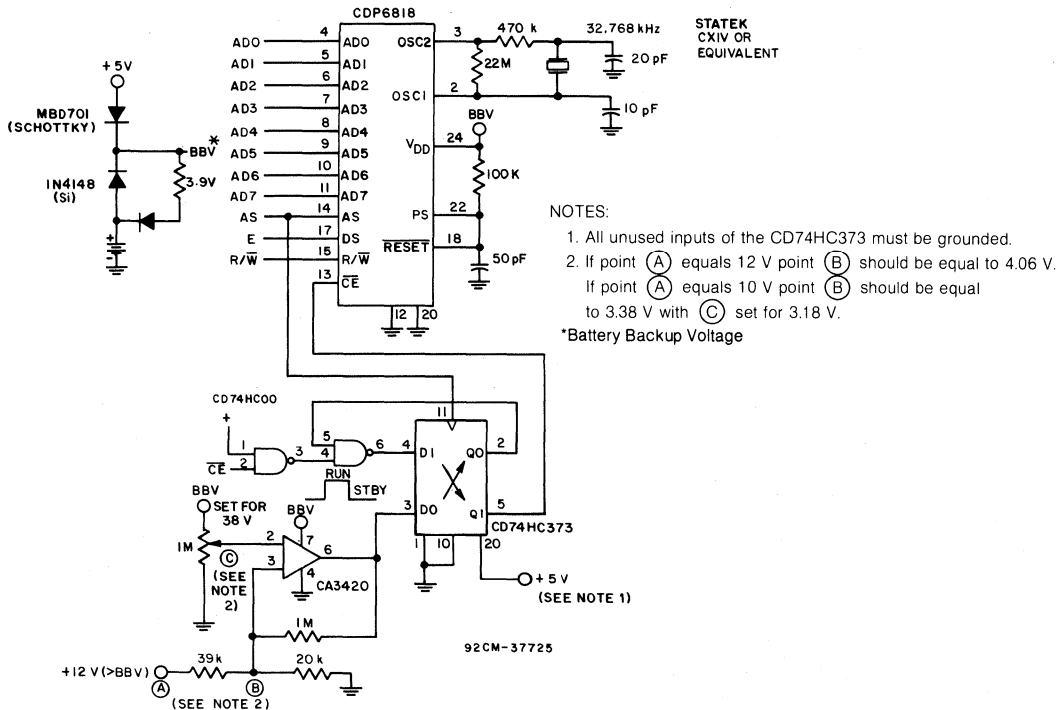 CDP6818
STATEK
CXIV OR
EQUIVALENT
AD0 4 AD0 OSC2 3 470 k 32.768 kHz
20 pF
AD1 5 AD1
22M
AD2 6 AD2
AD3 7 AD3 OSC1 2
10 pF
AD4 8 AD4 BBV
AD5 9 AD5 VDD 24
AD6 10 AD6 100K
AD7 11 AD7
AS 14 AS PS 22
E 17 DS RESET 18
R/W 15 R/W 50 pF
13 CE
12 20
+5V
MBD701
(SCHOTTKY)
BBV*
1N4148
(Si)
3.9V
+
-
NOTES:
1. All unused inputs of the CD74HC373 must be grounded.
2. If point A equals 12 V point B should be equal to 4.06 V.
If point A equals 10 V point B should be equal
to 3.38 V with C set for 3.18 V.
*Battery Backup Voltage
CD74HC00
+
1
2
CE
3
5
4
6
RUN
STBY
11
4 D1 Q0 2
3 D0 Q1 5
CD74HC373
1 10 20
+5V
(SEE NOTE 1)
BBV
SET FOR
38 V
1M
C
(SEE
NOTE
2)
BBV
2 7
3 6
4
CA3420
1M
92CM-37725
+12 V (>BBV) 39k 20 k
A B
(SEE NOTE 2)